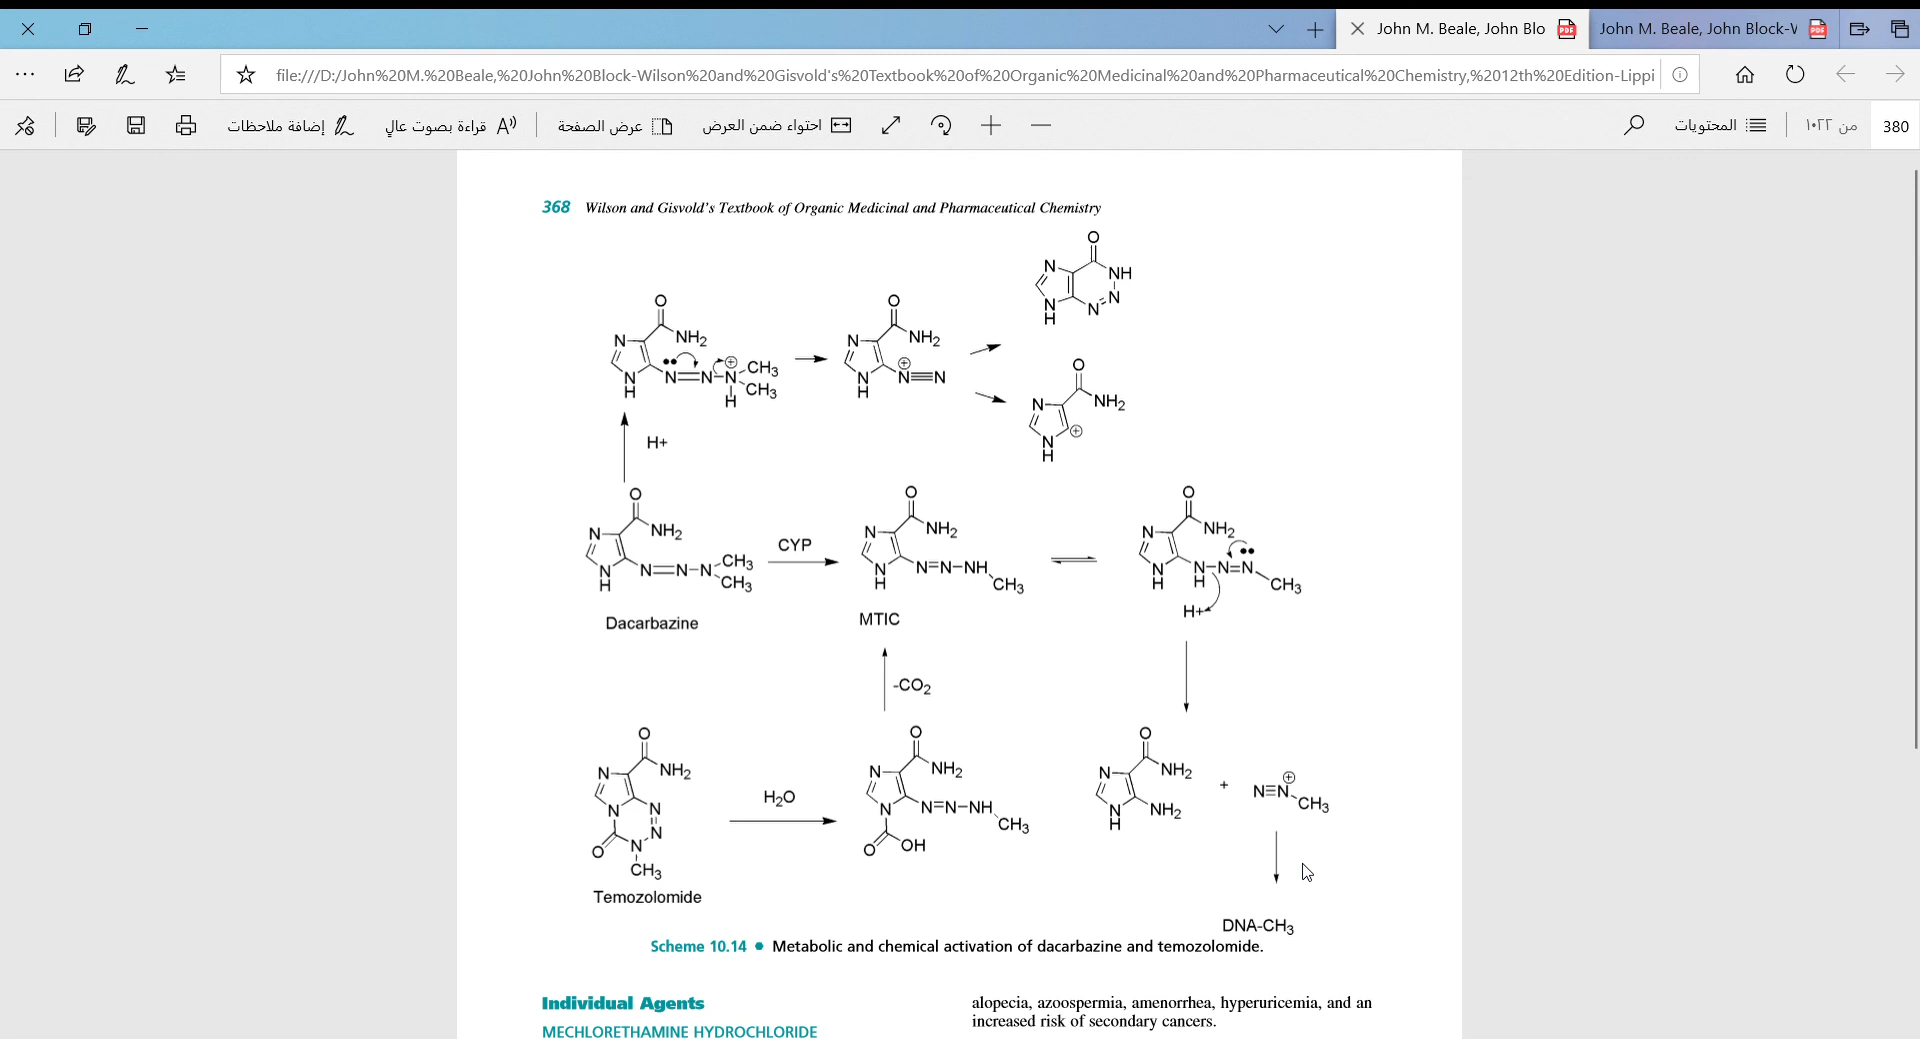 John M. Beale, John Blo
John M. Beale, John Block-V
file:///D:/John%20M.%20Beale,%20John%20Block-Wilson%20and%20Gisvold's%20Textbook%20of%20Organic%20Medicinal%20and%20Pharmaceutical%20Chemistry,%2012th%20Edition-Lippi
380 من ١٠٢٢ المحتويات
احتواء ضمن العرض عرض الصفحة قراءة بصوت عالٍ إضافة ملاحظات
368 Wilson and Gisvold's Textbook of Organic Medicinal and Pharmaceutical Chemistry
O
N NH
N
N N
H
O O
N NH2 N NH2
N N=N-N CH3 N N≡N
H H CH3 H
O
N NH2
N
H
H+
O O O
N NH2 N NH2 N NH2
CYP
N N=N-N CH3 N N=N-NH N N-N=N
H CH3 H CH3 H H CH3
H+
Dacarbazine MTIC
-CO2
O O O
N NH2 N NH2 N NH2
H2O + N≡N
N N N N=N-NH N NH2 CH3
N CH3 H
O N O OH
CH3
Temozolomide
DNA-CH3
Scheme 10.14 • Metabolic and chemical activation of dacarbazine and temozolomide.
Individual Agents
MECHLORETHAMINE HYDROCHLORIDE
alopecia, azoospermia, amenorrhea, hyperuricemia, and an
increased risk of secondary cancers.